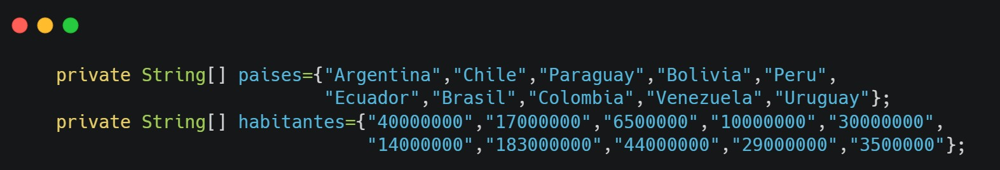 private String[] paises={"Argentina","Chile","Paraguay","Bolivia","Peru",
"Ecuador","Brasil","Colombia","Venezuela","Uruguay"};
private String[] habitantes={"40000000","17000000","6500000","10000000","30000000",
"14000000","183000000","44000000","29000000","3500000"};